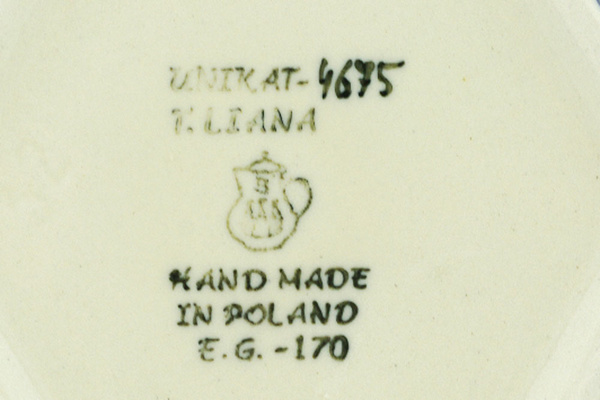 UNIKAT-4675
T. LIANA
HAND MADE
IN POLAND
E.G. -170